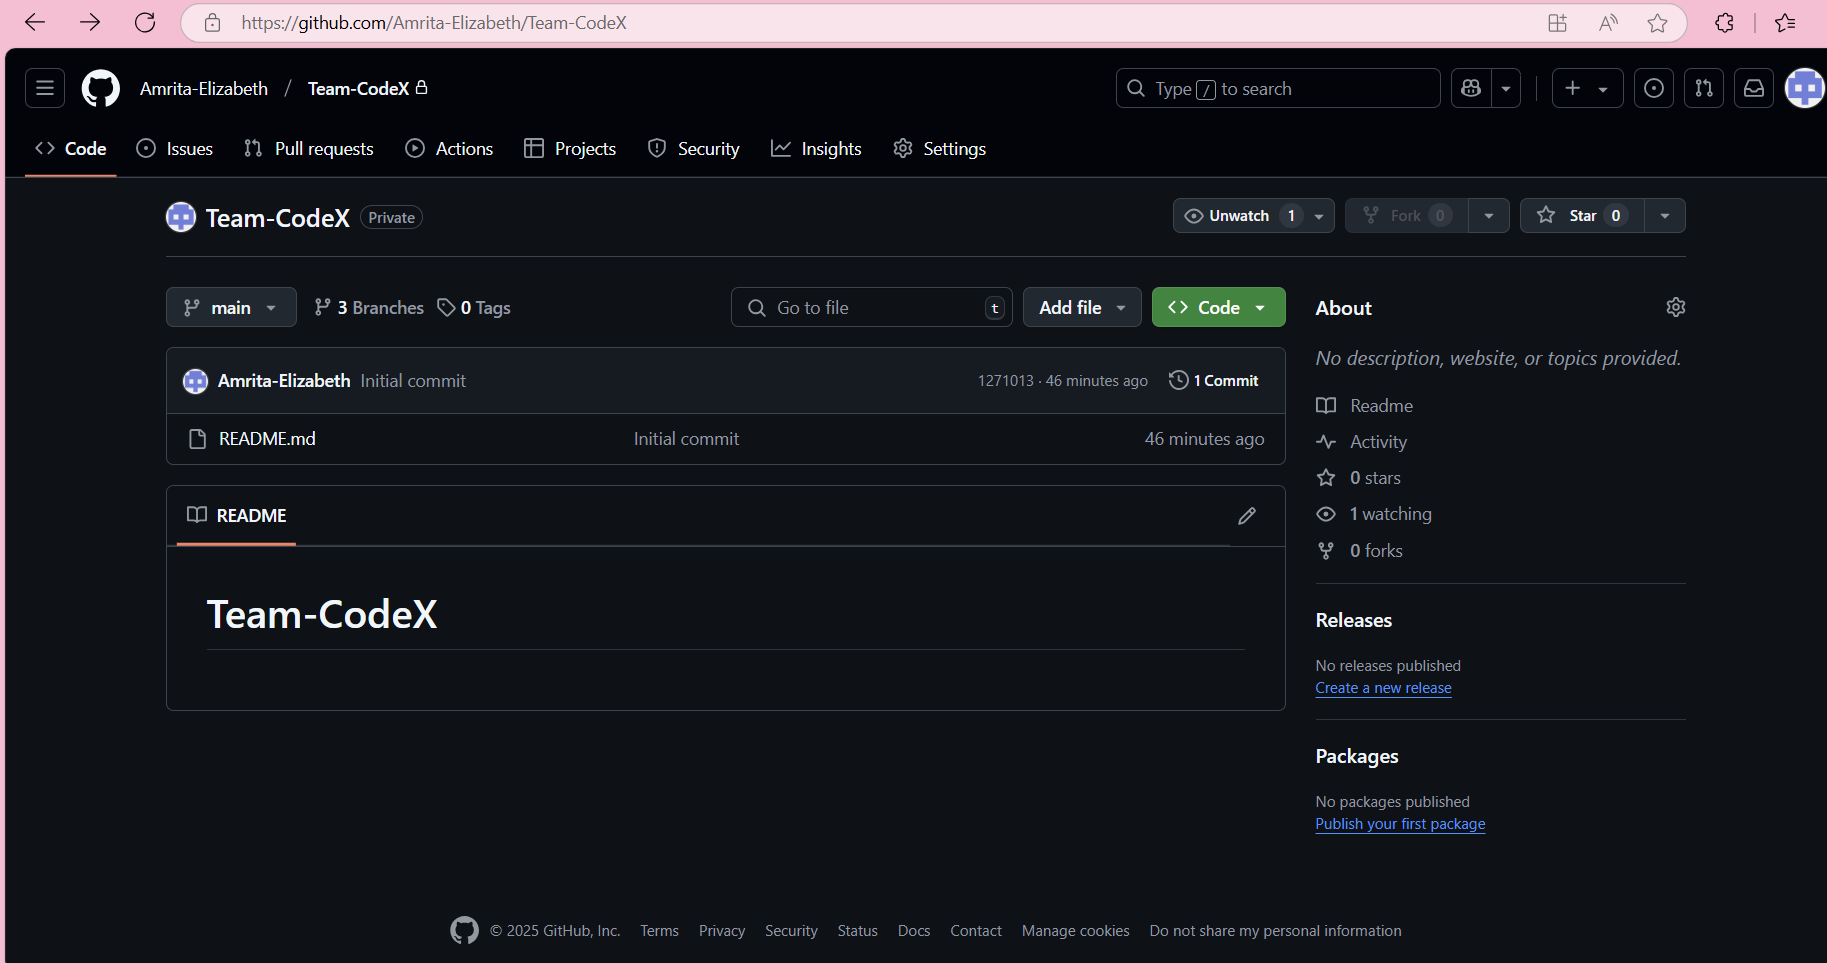 https://github.com/Amrita-Elizabeth/Team-CodeX
Amrita-Elizabeth / Team-CodeX
Type / to search
Code Issues Pull requests Actions Projects Security Insights Settings
Team-CodeX Private
Unwatch 1 Fork 0 Star 0
main 3 Branches 0 Tags
Go to file t Add file Code
Amrita-Elizabeth Initial commit 1271013 · 46 minutes ago 1 Commit
README.md Initial commit 46 minutes ago
README
Team-CodeX
About
No description, website, or topics provided.
Readme
Activity
0 stars
1 watching
0 forks
Releases
No releases published
Create a new release
Packages
No packages published
Publish your first package
© 2025 GitHub, Inc. Terms Privacy Security Status Docs Contact Manage cookies Do not share my personal information